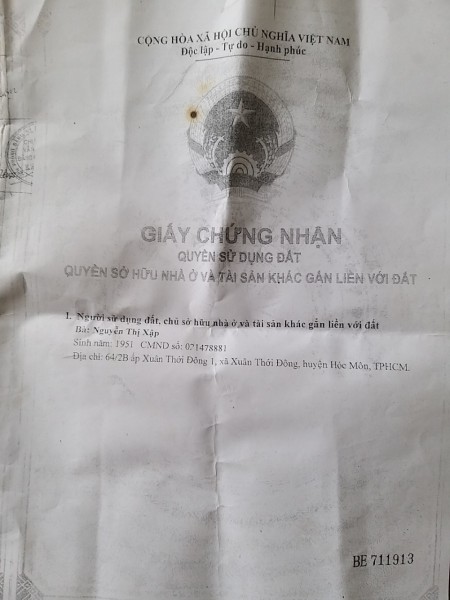 CỘNG HÒA XÃ HỘI CHỦ NGHĨA VIỆT NAM
Độc lập - Tự do - Hạnh phúc
GIẤY CHỨNG NHẬN
QUYỀN SỬ DỤNG ĐẤT
QUYỀN SỞ HỮU NHÀ Ở VÀ TÀI SẢN KHÁC GẮN LIỀN VỚI ĐẤT
I. Người sử dụng đất, chủ sở hữu nhà ở và tài sản khác gắn liền với đất
Bà: Nguyễn Thị Xập
Sinh năm: 1951 CMND số: 021478881
Địa chỉ: 64/2B ấp Xuân Thới Đông 1, xã Xuân Thới Đông, huyện Hóc Môn, TPHCM.
BE 711913